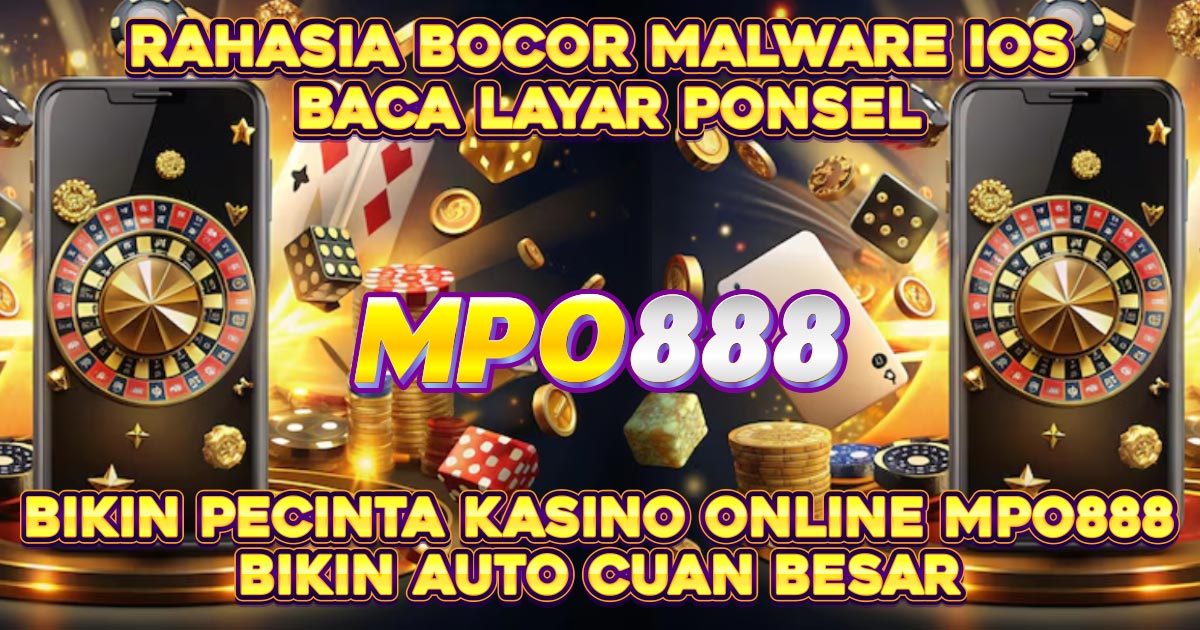 RAHASIA BOCOR MALWARE IOS
BACA LAYAR PONSEL
MPO888
BIKIN PECINTA KASINO ONLINE MPO888
BIKIN AUTO CUAN BESAR